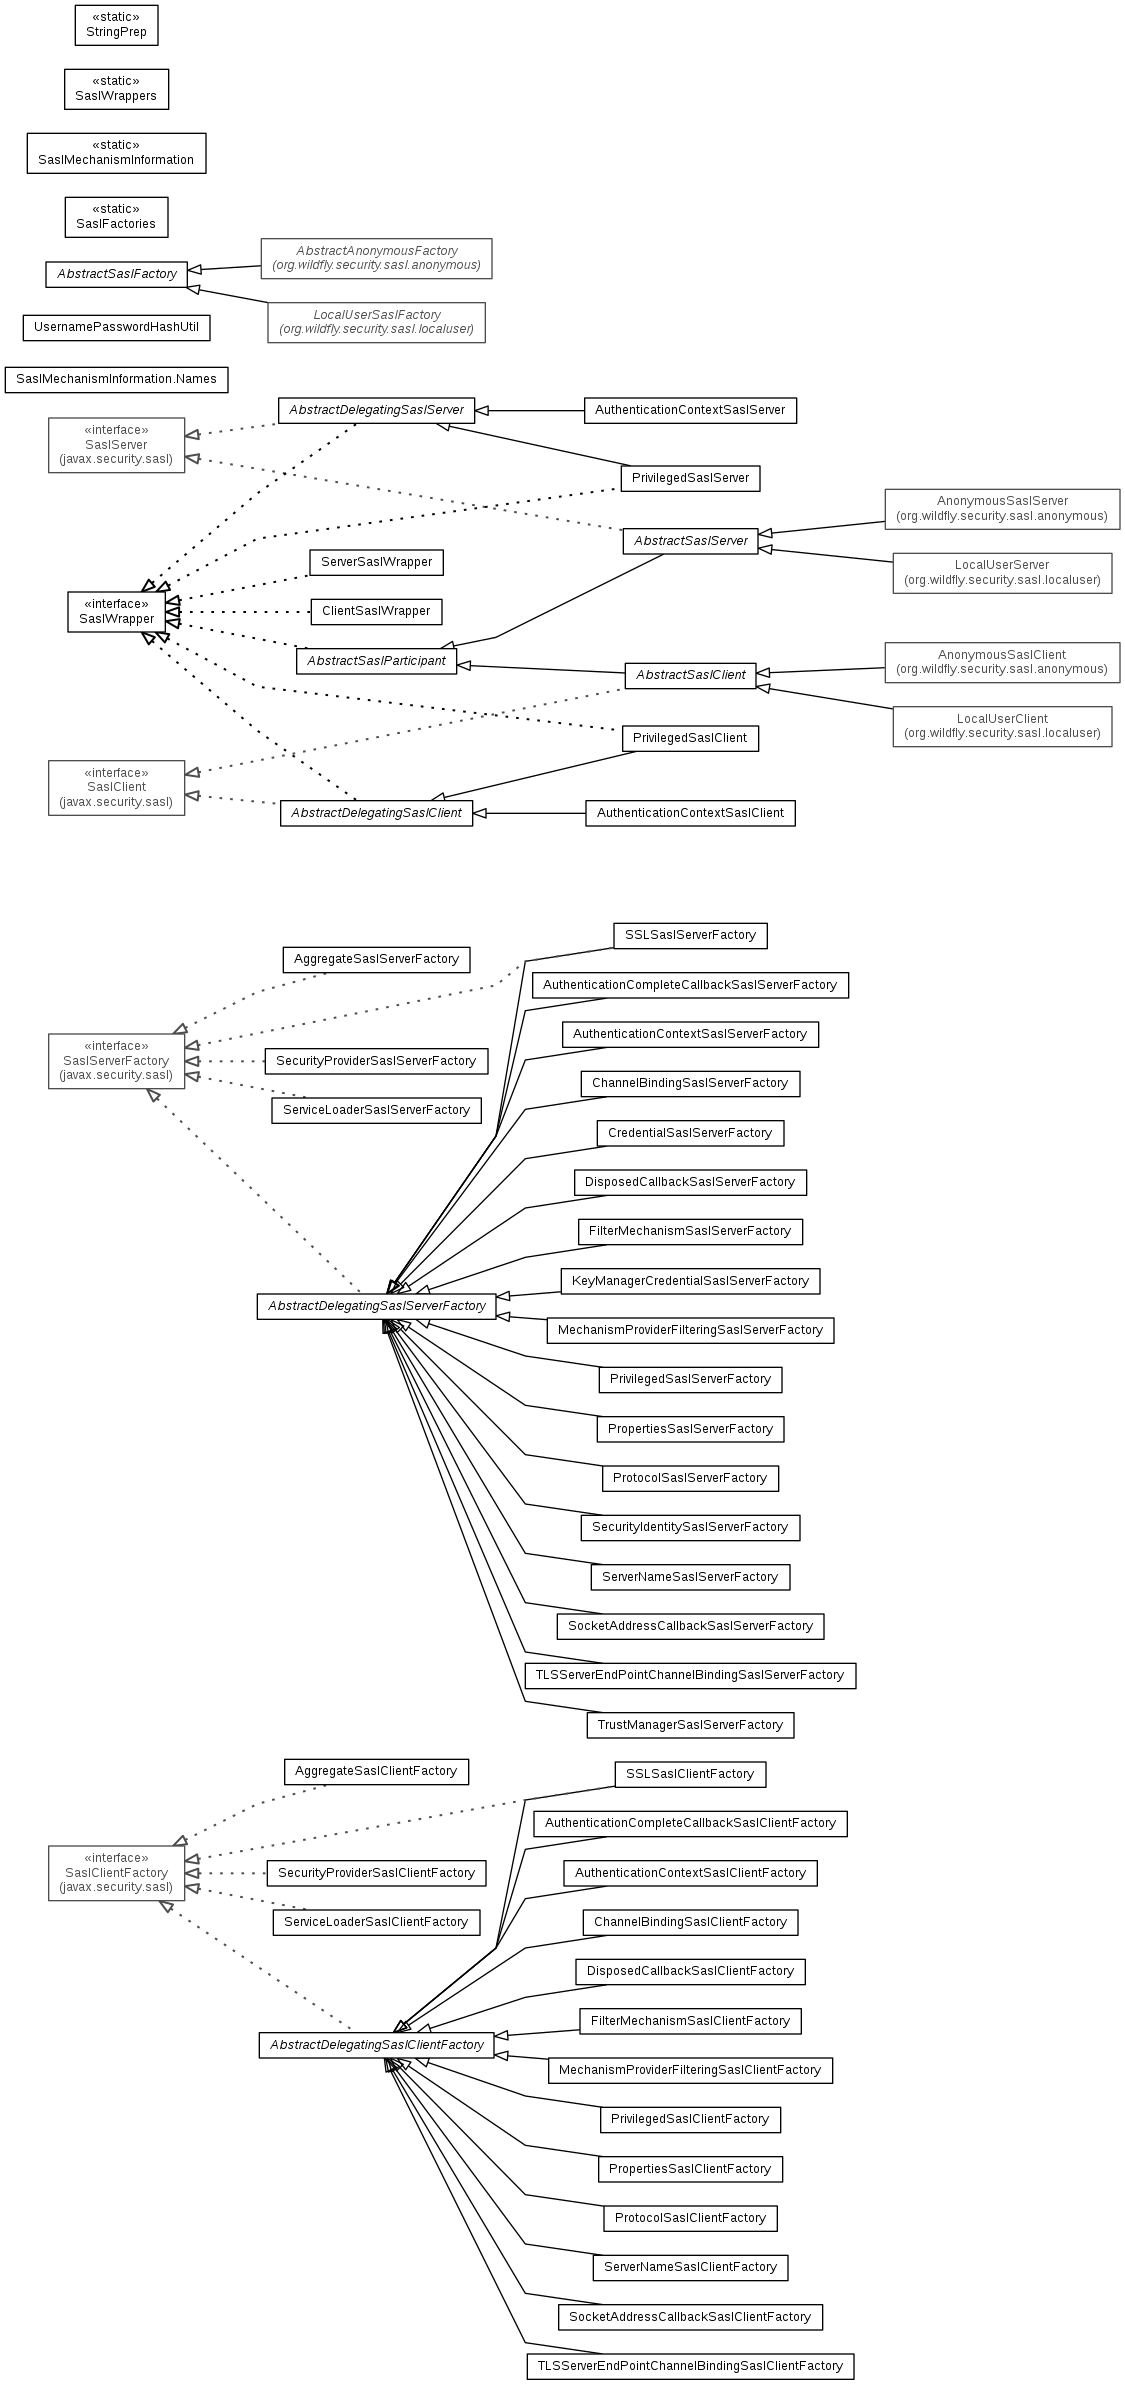 «static»
StringPrep
«static»
SaslWrappers
«static»
SaslMechanismInformation
«static»
SaslFactories
AbstractSaslFactory
AbstractAnonymousFactory
(org.wildfly.security.sasl.anonymous)
LocalUserSaslFactory
(org.wildfly.security.sasl.localuser)
UsernamePasswordHashUtil
SaslMechanismInformation.Names
«interface»
SaslServer
(javax.security.sasl)
AbstractDelegatingSaslServer
AuthenticationContextSaslServer
PrivilegedSaslServer
AbstractSaslServer
AnonymousSaslServer
(org.wildfly.security.sasl.anonymous)
LocalUserServer
(org.wildfly.security.sasl.localuser)
«interface»
SaslWrapper
ServerSaslWrapper
ClientSaslWrapper
AbstractSaslParticipant
AbstractSaslClient
AnonymousSaslClient
(org.wildfly.security.sasl.anonymous)
LocalUserClient
(org.wildfly.security.sasl.localuser)
PrivilegedSaslClient
«interface»
SaslClient
(javax.security.sasl)
AbstractDelegatingSaslClient
AuthenticationContextSaslClient
SSLSaslServerFactory
AggregateSaslServerFactory
AuthenticationCompleteCallbackSaslServerFactory
AuthenticationContextSaslServerFactory
«interface»
SaslServerFactory
(javax.security.sasl)
SecurityProviderSaslServerFactory
ChannelBindingSaslServerFactory
ServiceLoaderSaslServerFactory
CredentialSaslServerFactory
DisposedCallbackSaslServerFactory
FilterMechanismSaslServerFactory
KeyManagerCredentialSaslServerFactory
AbstractDelegatingSaslServerFactory
MechanismProviderFilteringSaslServerFactory
PrivilegedSaslServerFactory
PropertiesSaslServerFactory
ProtocolSaslServerFactory
SecurityIdentitySaslServerFactory
ServerNameSaslServerFactory
SocketAddressCallbackSaslServerFactory
TLSServerEndPointChannelBindingSaslServerFactory
TrustManagerSaslServerFactory
AggregateSaslClientFactory
SSLSaslClientFactory
AuthenticationCompleteCallbackSaslClientFactory
«interface»
SaslClientFactory
(javax.security.sasl)
SecurityProviderSaslClientFactory
AuthenticationContextSaslClientFactory
ServiceLoaderSaslClientFactory
ChannelBindingSaslClientFactory
DisposedCallbackSaslClientFactory
FilterMechanismSaslClientFactory
AbstractDelegatingSaslClientFactory
MechanismProviderFilteringSaslClientFactory
PrivilegedSaslClientFactory
PropertiesSaslClientFactory
ProtocolSaslClientFactory
ServerNameSaslClientFactory
SocketAddressCallbackSaslClientFactory
TLSServerEndPointChannelBindingSaslClientFactory